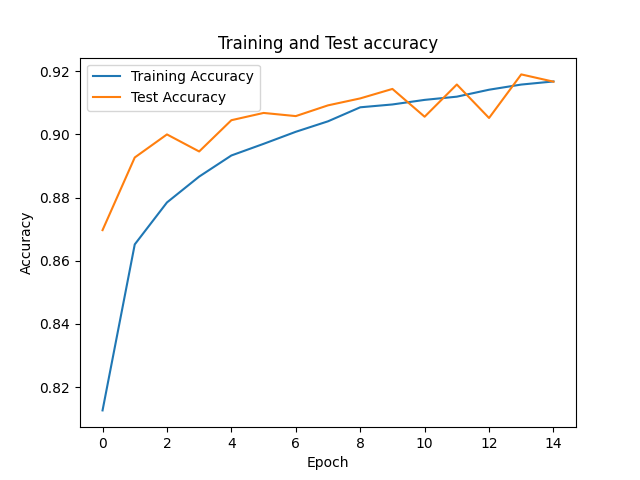 Training and Test accuracy
Training Accuracy
Test Accuracy
0.92
0.90
0.88
0.86
0.84
0.82
Accuracy
0 2 4 6 8 10 12 14
Epoch